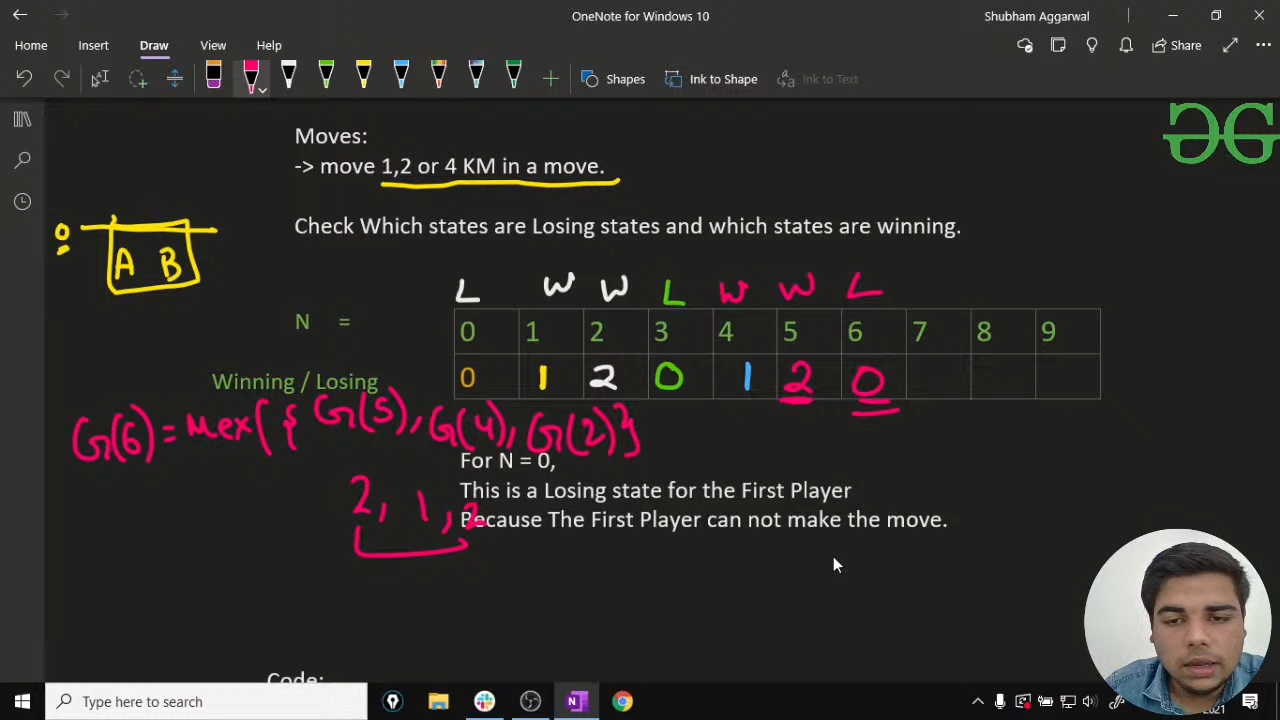 OneNote for Windows 10
Shubham Aggarwal
Home Insert Draw View Help
Share
Shapes
Ink to Shape
Ink to Text
Moves:
-> move 1,2 or 4 KM in a move.
Check Which states are Losing states and which states are winning.
0
A B
L W W L W W L
N = 0 1 2 3 4 5 6 7 8 9
Winning / Losing 0 1 2 0 1 2 0
G(6) = Mex( { G(5), G(4), G(2) }
For N = 0,
2, 1, 2
This is a Losing state for the First Player
Because The First Player can not make the move.
Code:
Type here to search
2021